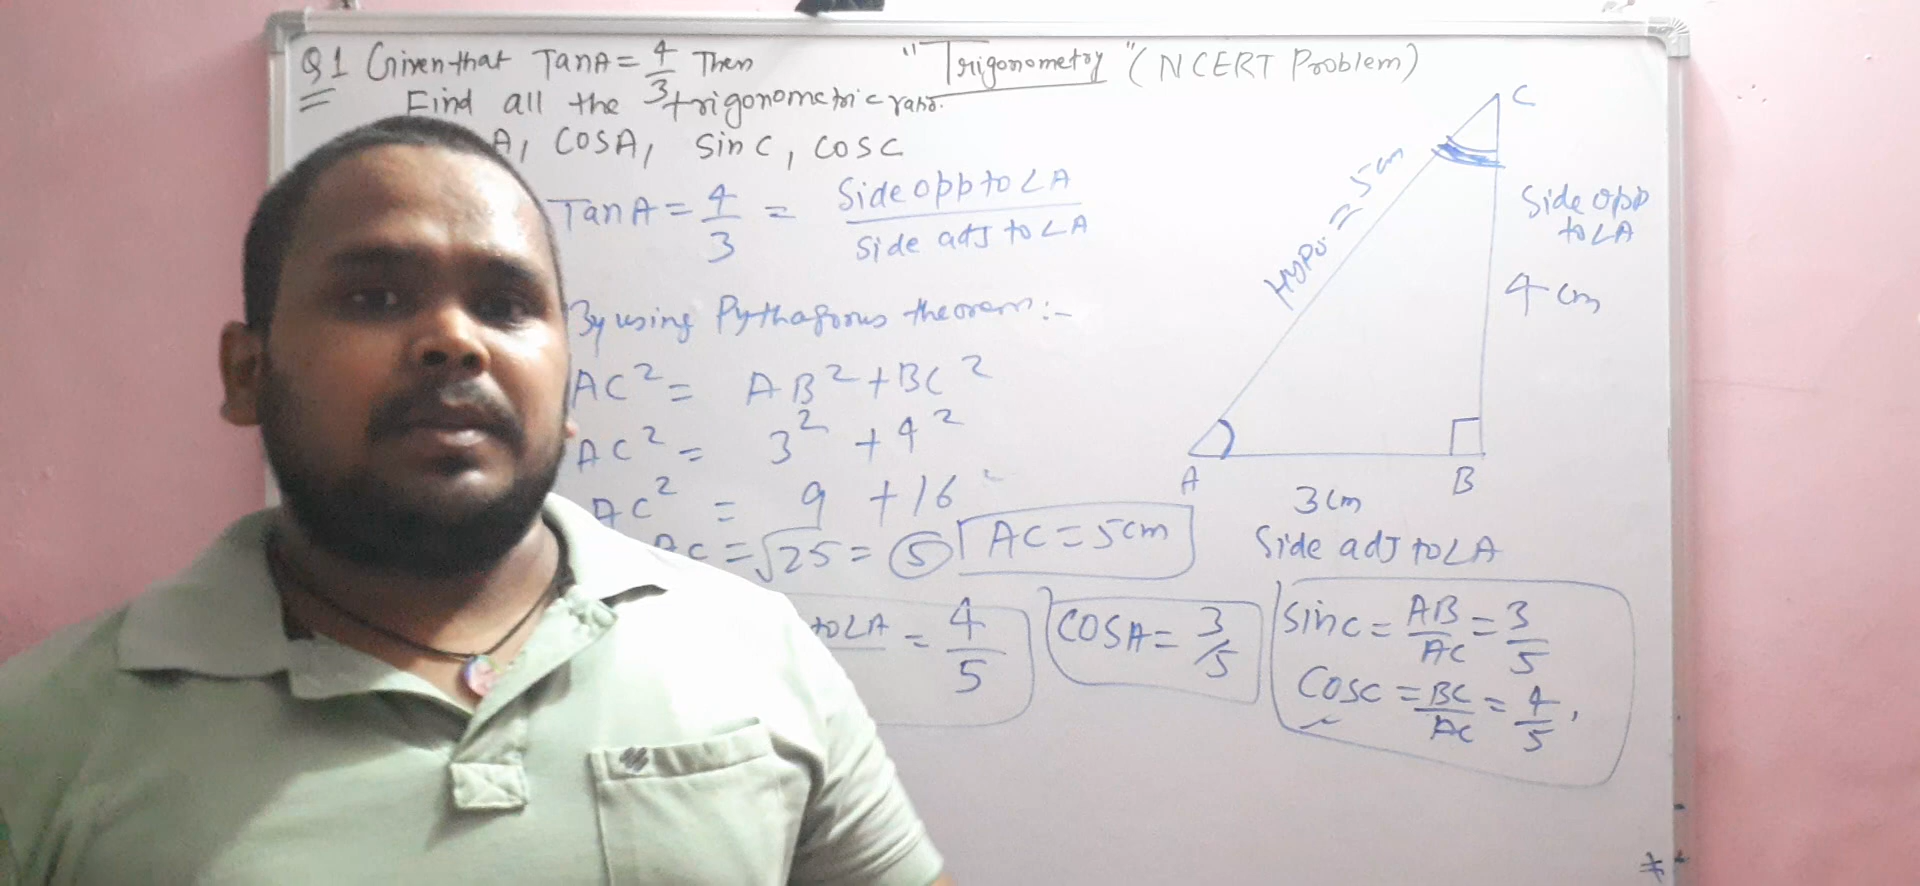 Q1 Given that TanA = 4/3 Then
"Trigonometry" (NCERT Problem)
Find all the trigonometric ratio.
A, COSA, sin C, COSC
TanA = 4/3 = Side opp to ∠A / Side adJ to ∠A
By using Pythagorus theorem:-
AC² = AB² + BC²
AC² = 3² + 4²
AC² = 9 + 16
AC = √25 = 5 AC = 5cm
to∠A = 4/5
COSA = 3/5
Sinc = AB/AC = 3/5
COSC = BC/AC = 4/5,
C
Hypo. = 5cm
Side opp
to∠A
4 cm
A
B
3cm
Side adJ to∠A